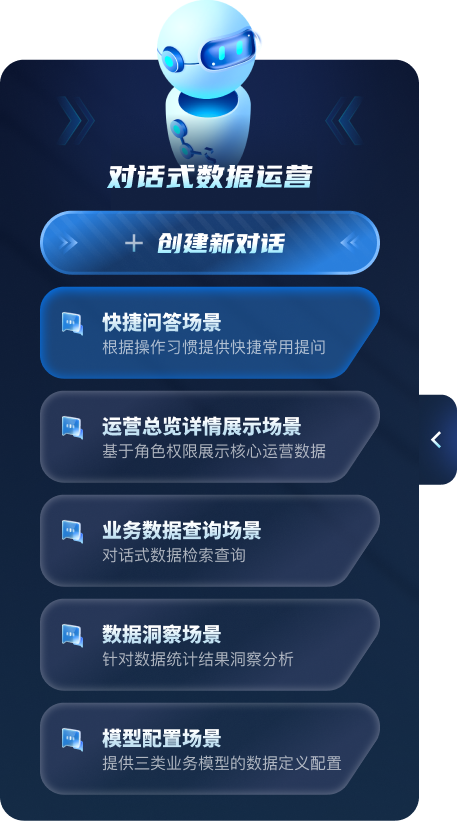 对话式数据运营
+ 创建新对话
快捷问答场景
根据操作习惯提供快捷常用提问
运营总览详情展示场景
基于角色权限展示核心运营数据
业务数据查询场景
对话式数据检索查询
数据洞察场景
针对数据统计结果洞察分析
模型配置场景
提供三类业务模型的数据定义配置